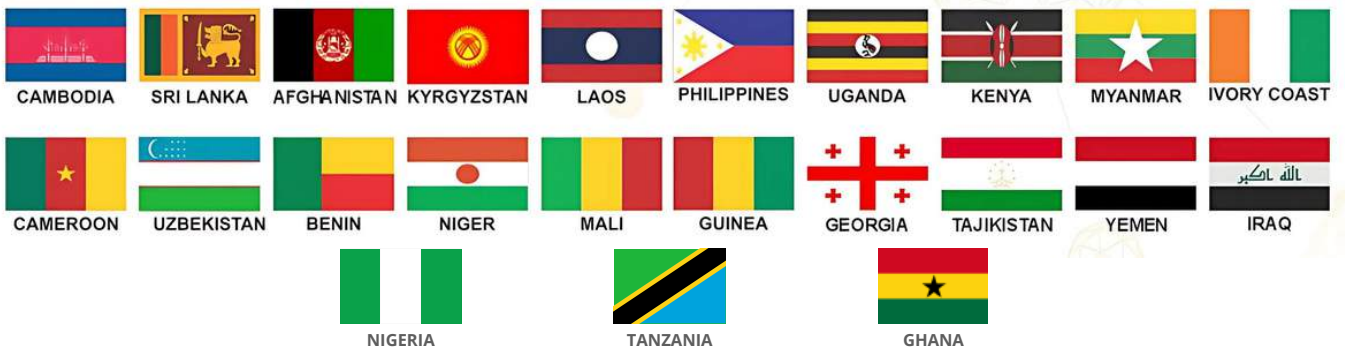 CAMBODIA SRI LANKA AFGHANISTAN KYRGYZSTAN LAOS PHILIPPINES UGANDA KENYA MYANMAR IVORY COAST
الله اكبر
CAMEROON UZBEKISTAN BENIN NIGER MALI GUINEA GEORGIA TAJIKISTAN YEMEN IRAQ
NIGERIA TANZANIA GHANA